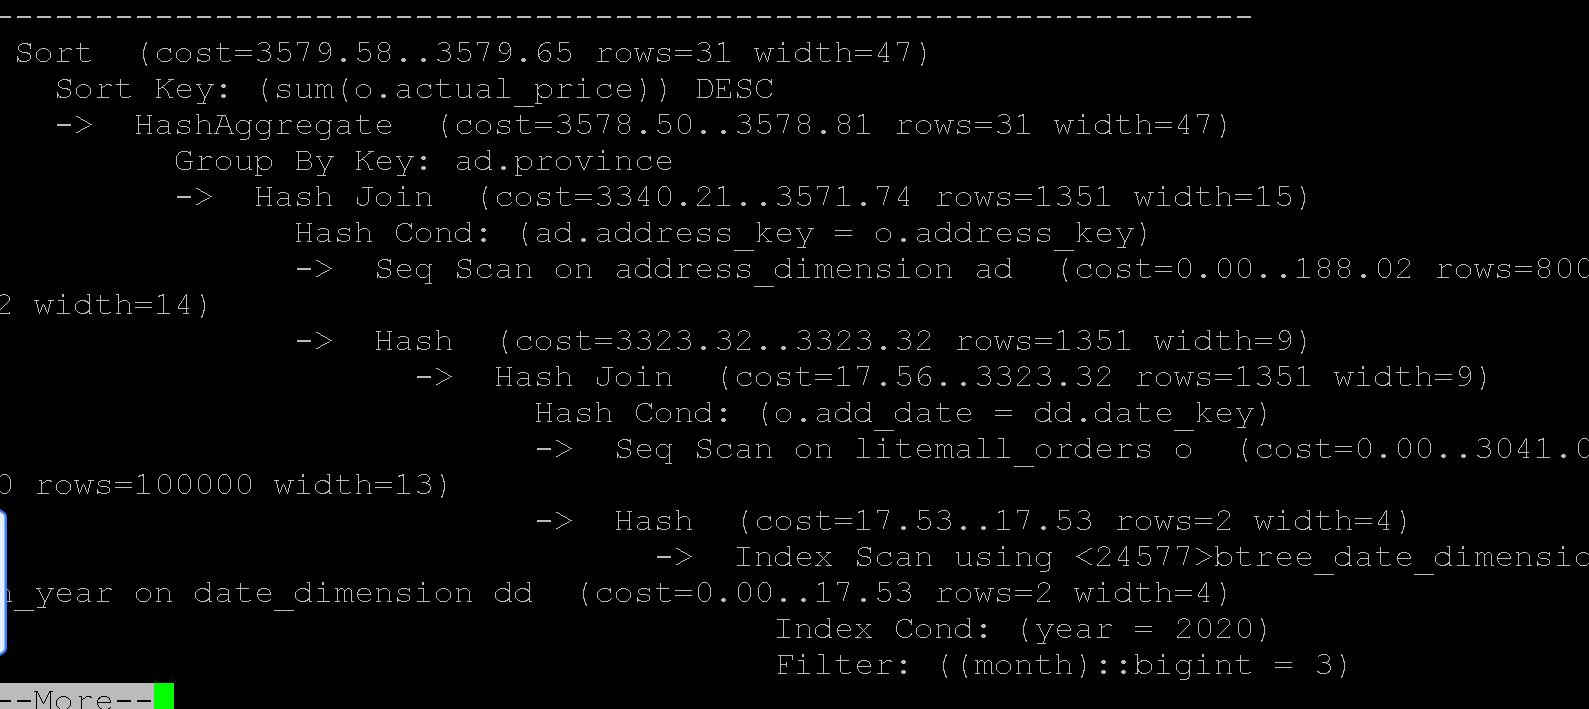 --------------------------------------------------------------
Sort  (cost=3579.58..3579.65 rows=31 width=47)
Sort Key: (sum(o.actual_price)) DESC
->  HashAggregate  (cost=3578.50..3578.81 rows=31 width=47)
Group By Key: ad.province
->  Hash Join  (cost=3340.21..3571.74 rows=1351 width=15)
Hash Cond: (ad.address_key = o.address_key)
->  Seq Scan on address_dimension ad  (cost=0.00..188.02 rows=800
2 width=14)
->  Hash  (cost=3323.32..3323.32 rows=1351 width=9)
->  Hash Join  (cost=17.56..3323.32 rows=1351 width=9)
Hash Cond: (o.add_date = dd.date_key)
->  Seq Scan on litemall_orders o  (cost=0.00..3041.0
0 rows=100000 width=13)
->  Hash  (cost=17.53..17.53 rows=2 width=4)
->  Index Scan using <24577>btree_date_dimensio
n_year on date_dimension dd  (cost=0.00..17.53 rows=2 width=4)
Index Cond: (year = 2020)
Filter: ((month)::bigint = 3)
--More--